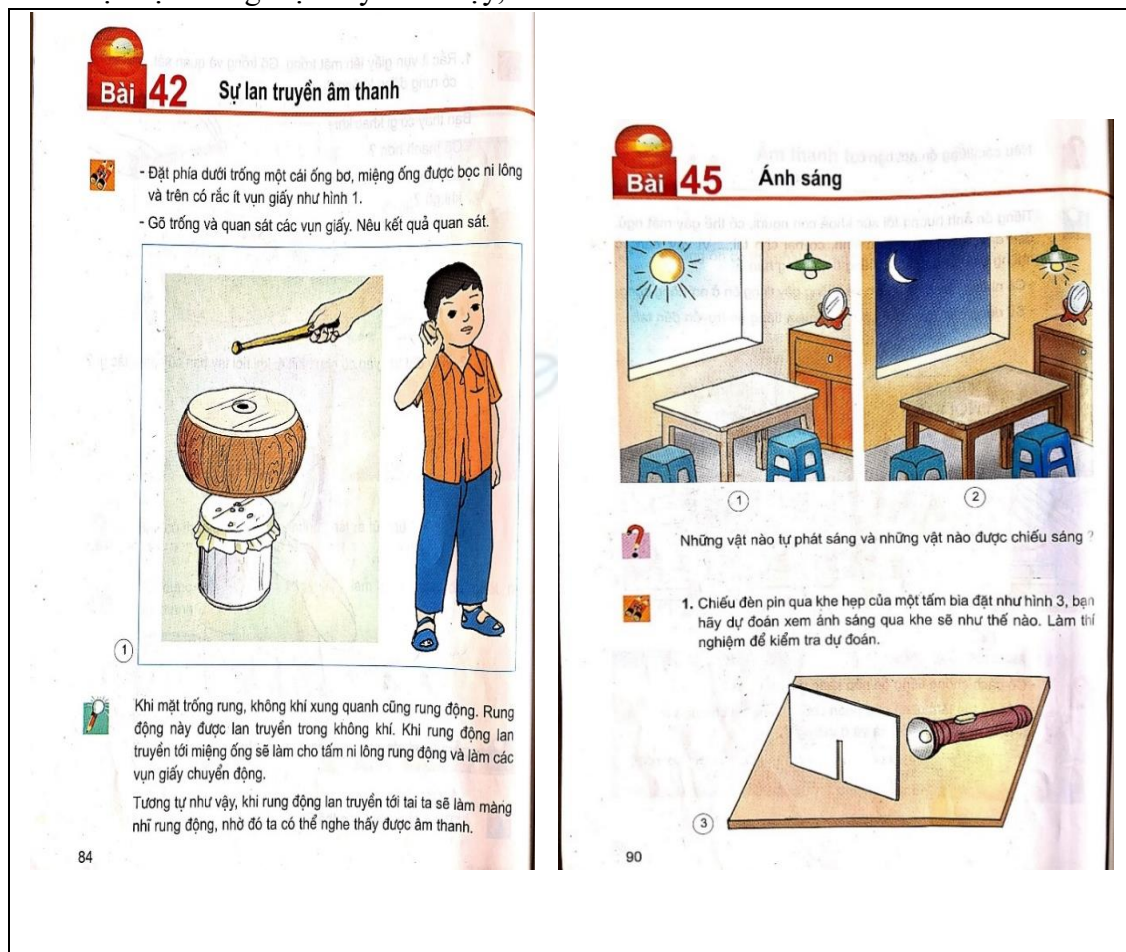 Bài 42 Sự lan truyền âm thanh
- Đặt phía dưới trống một cái ống bơ, miệng ống được bọc ni lông
và trên có rắc ít vụn giấy như hình 1.
- Gõ trống và quan sát các vụn giấy. Nêu kết quả quan sát.
1
Khi mặt trống rung, không khí xung quanh cũng rung động. Rung
động này được lan truyền trong không khí. Khi rung động lan
truyền tới miệng ống sẽ làm cho tấm ni lông rung động và làm các
vụn giấy chuyển động.
Tương tự như vậy, khi rung động lan truyền tới tai ta sẽ làm màng
nhĩ rung động, nhờ đó ta có thể nghe thấy được âm thanh.
84
Bài 45 Ánh sáng
1
2
Những vật nào tự phát sáng và những vật nào được chiếu sáng ?
1. Chiếu đèn pin qua khe hẹp của một tấm bìa đặt như hình 3, bạn
hãy dự đoán xem ánh sáng qua khe sẽ như thế nào. Làm thí
nghiệm để kiểm tra dự đoán.
3
90